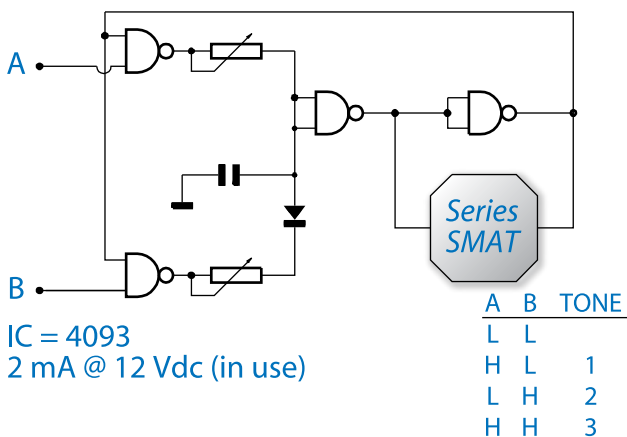 A
B
Series
SMAT
IC = 4093
2 mA @ 12 Vdc (in use)
A B TONE
L L
H L 1
L H 2
H H 3